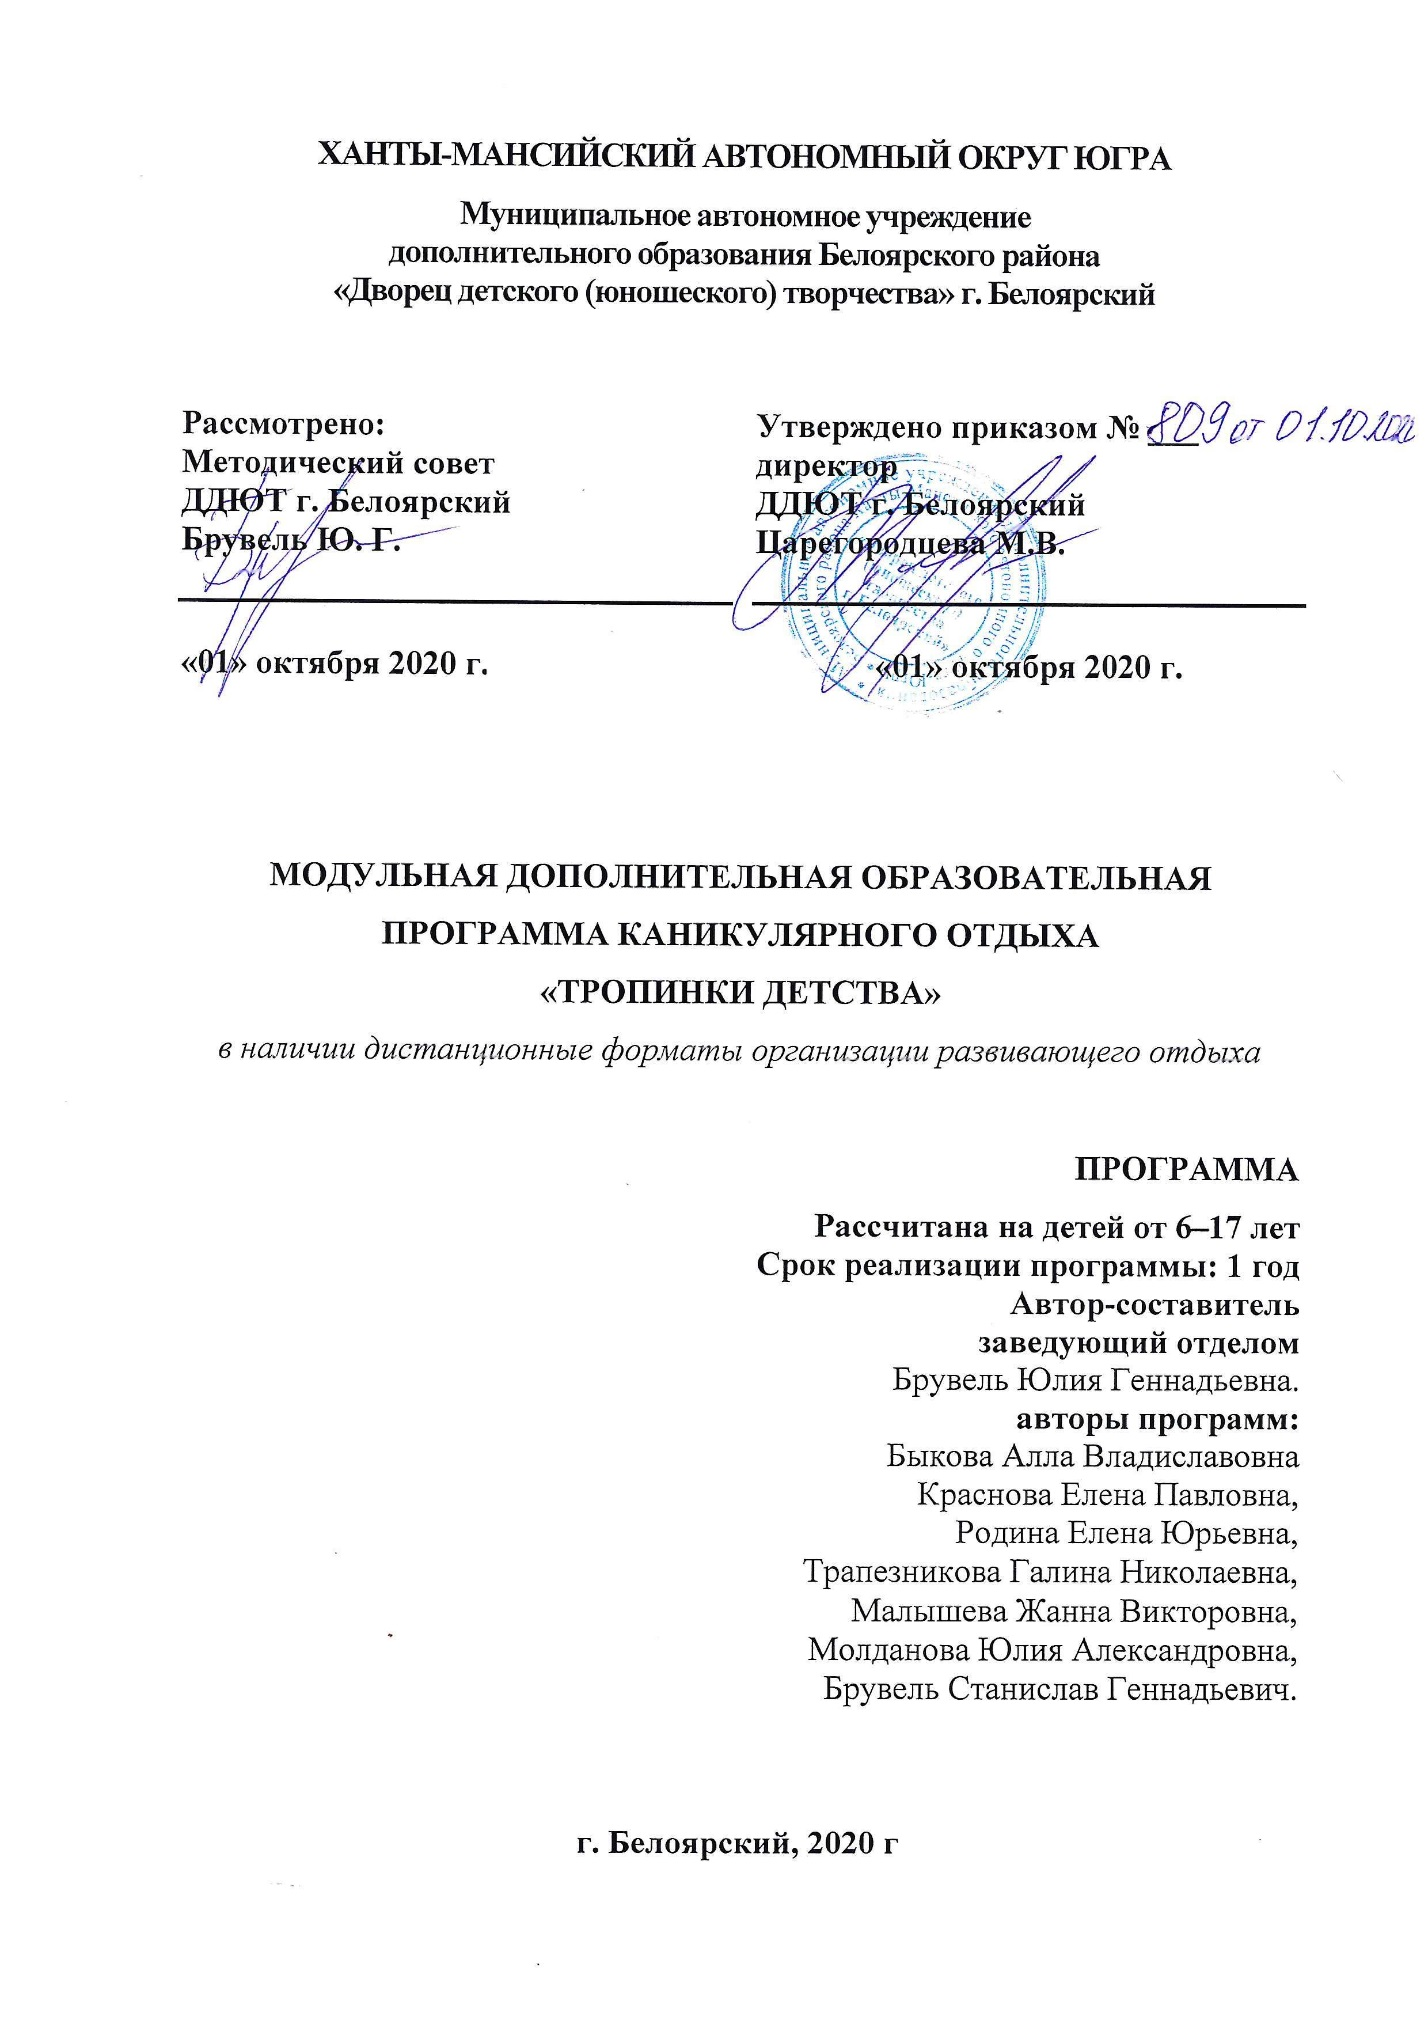 ХАНТЫ-МАНСИЙСКИЙ АВТОНОМНЫЙ ОКРУГ ЮГРА
Муниципальное автономное учреждение
дополнительного образования Белоярского района
«Дворец детского (юношеского) творчества» г. Белоярский
Рассмотрено:
Методический совет
ДДЮТ г. Белоярский
Брувель Ю. Г.
«01» октября 2020 г.
Утверждено приказом № 809 от 01.10.2020
директор
ДДЮТ г. Белоярский
Царегородцева М.В.
«01» октября 2020 г.
МОДУЛЬНАЯ ДОПОЛНИТЕЛЬНАЯ ОБРАЗОВАТЕЛЬНАЯ
ПРОГРАММА КАНИКУЛЯРНОГО ОТДЫХА
«ТРОПИНКИ ДЕТСТВА»
в наличии дистанционные форматы организации развивающего отдыха
ПРОГРАММА
Рассчитана на детей от 6–17 лет
Срок реализации программы: 1 год
Автор-составитель
заведующий отделом
Брувель Юлия Геннадьевна.
авторы программ:
Быкова Алла Владиславовна
Краснова Елена Павловна,
Родина Елена Юрьевна,
Трапезникова Галина Николаевна,
Малышева Жанна Викторовна,
Молданова Юлия Александровна,
Брувель Станислав Геннадьевич.
г. Белоярский, 2020 г